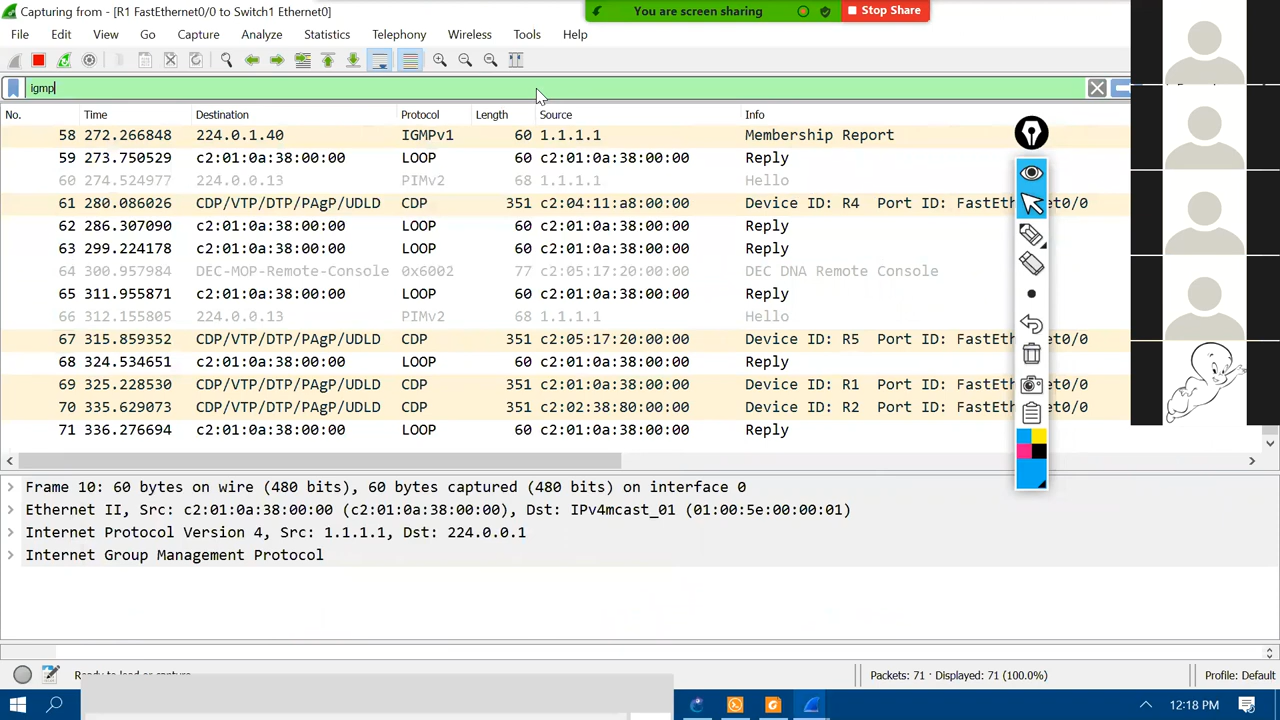 Capturing from - [R1 FastEthernet0/0 to Switch1 Ethernet0]
You are screen sharing
Stop Share
File Edit View Go Capture Analyze Statistics Telephony Wireless Tools Help
igmp
No. Time Destination Protocol Length Source Info
58 272.266848 224.0.1.40 IGMPv1 60 1.1.1.1 Membership Report
59 273.750529 c2:01:0a:38:00:00 LOOP 60 c2:01:0a:38:00:00 Reply
60 274.524977 224.0.0.13 PIMv2 68 1.1.1.1 Hello
61 280.086026 CDP/VTP/DTP/PAgP/UDLD CDP 351 c2:04:11:a8:00:00 Device ID: R4 Port ID: FastEth et0/0
62 286.307090 c2:01:0a:38:00:00 LOOP 60 c2:01:0a:38:00:00 Reply
63 299.224178 c2:01:0a:38:00:00 LOOP 60 c2:01:0a:38:00:00 Reply
64 300.957984 DEC-MOP-Remote-Console 0x6002 77 c2:05:17:20:00:00 DEC DNA Remote Console
65 311.955871 c2:01:0a:38:00:00 LOOP 60 c2:01:0a:38:00:00 Reply
66 312.155805 224.0.0.13 PIMv2 68 1.1.1.1 Hello
67 315.859352 CDP/VTP/DTP/PAgP/UDLD CDP 351 c2:05:17:20:00:00 Device ID: R5 Port ID: FastEth et0/0
68 324.534651 c2:01:0a:38:00:00 LOOP 60 c2:01:0a:38:00:00 Reply
69 325.228530 CDP/VTP/DTP/PAgP/UDLD CDP 351 c2:01:0a:38:00:00 Device ID: R1 Port ID: FastEth et0/0
70 335.629073 CDP/VTP/DTP/PAgP/UDLD CDP 351 c2:02:38:80:00:00 Device ID: R2 Port ID: FastEth et0/0
71 336.276694 c2:01:0a:38:00:00 LOOP 60 c2:01:0a:38:00:00 Reply
Frame 10: 60 bytes on wire (480 bits), 60 bytes captured (480 bits) on interface 0
Ethernet II, Src: c2:01:0a:38:00:00 (c2:01:0a:38:00:00), Dst: IPv4mcast_01 (01:00:5e:00:00:01)
Internet Protocol Version 4, Src: 1.1.1.1, Dst: 224.0.0.1
Internet Group Management Protocol
Packets: 71 · Displayed: 71 (100.0%)
Profile: Default
12:18 PM